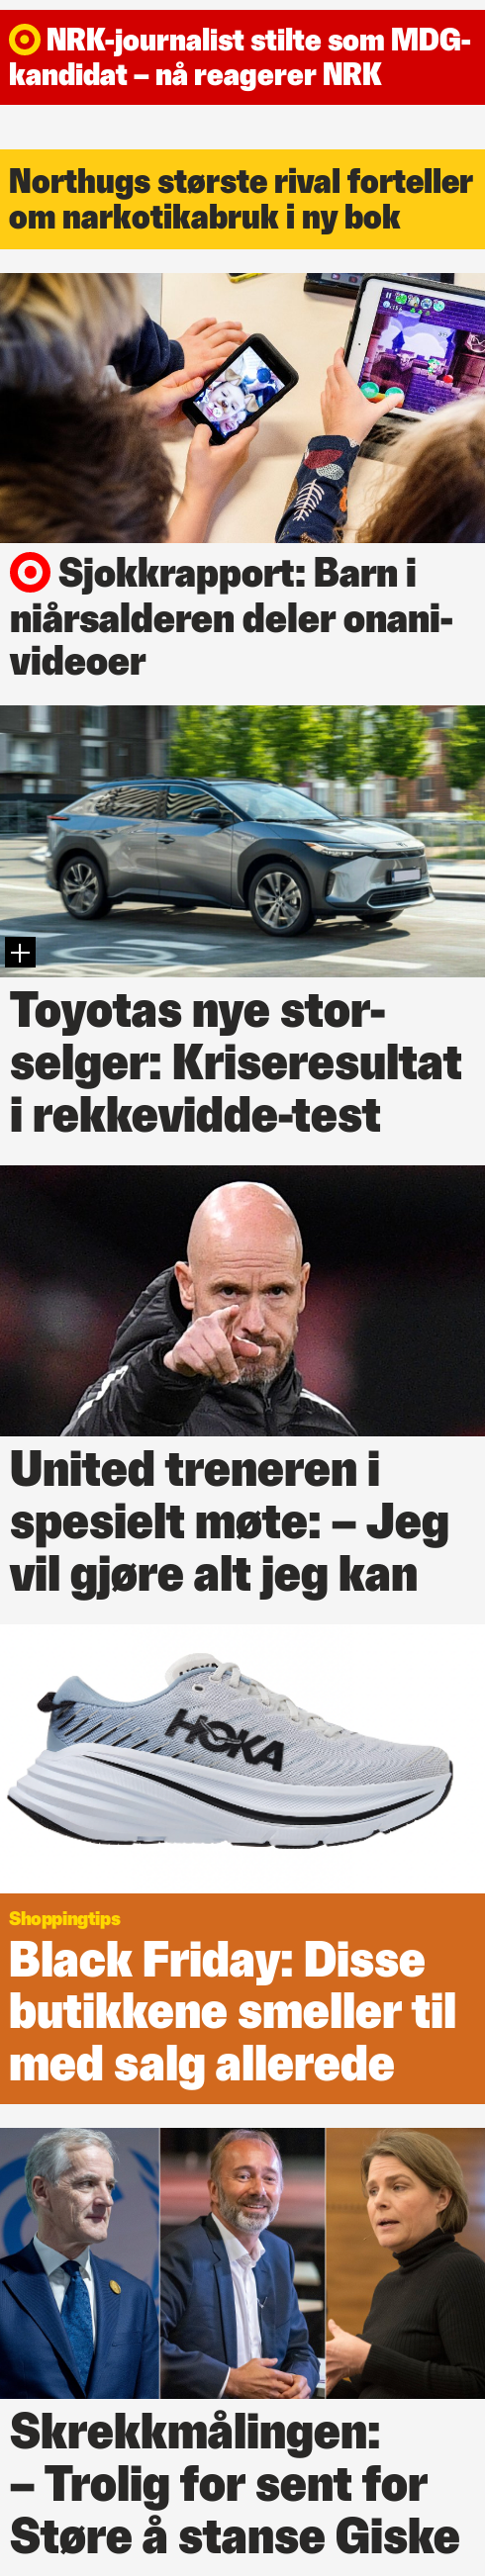 NRK-journalist stilte som MDG-
kandidat – nå reagerer NRK
Northugs største rival forteller
om narkotikabruk i ny bok
Sjokkrapport: Barn i
niårsalderen deler onani-
videoer
Toyotas nye stor-
selger: Kriseresultat
i rekkevidde-test
United treneren i
spesielt møte: – Jeg
vil gjøre alt jeg kan
HOKA
Shoppingtips
Black Friday: Disse
butikkene smeller til
med salg allerede
Skrekkmålingen:
– Trolig for sent for
Støre å stanse Giske